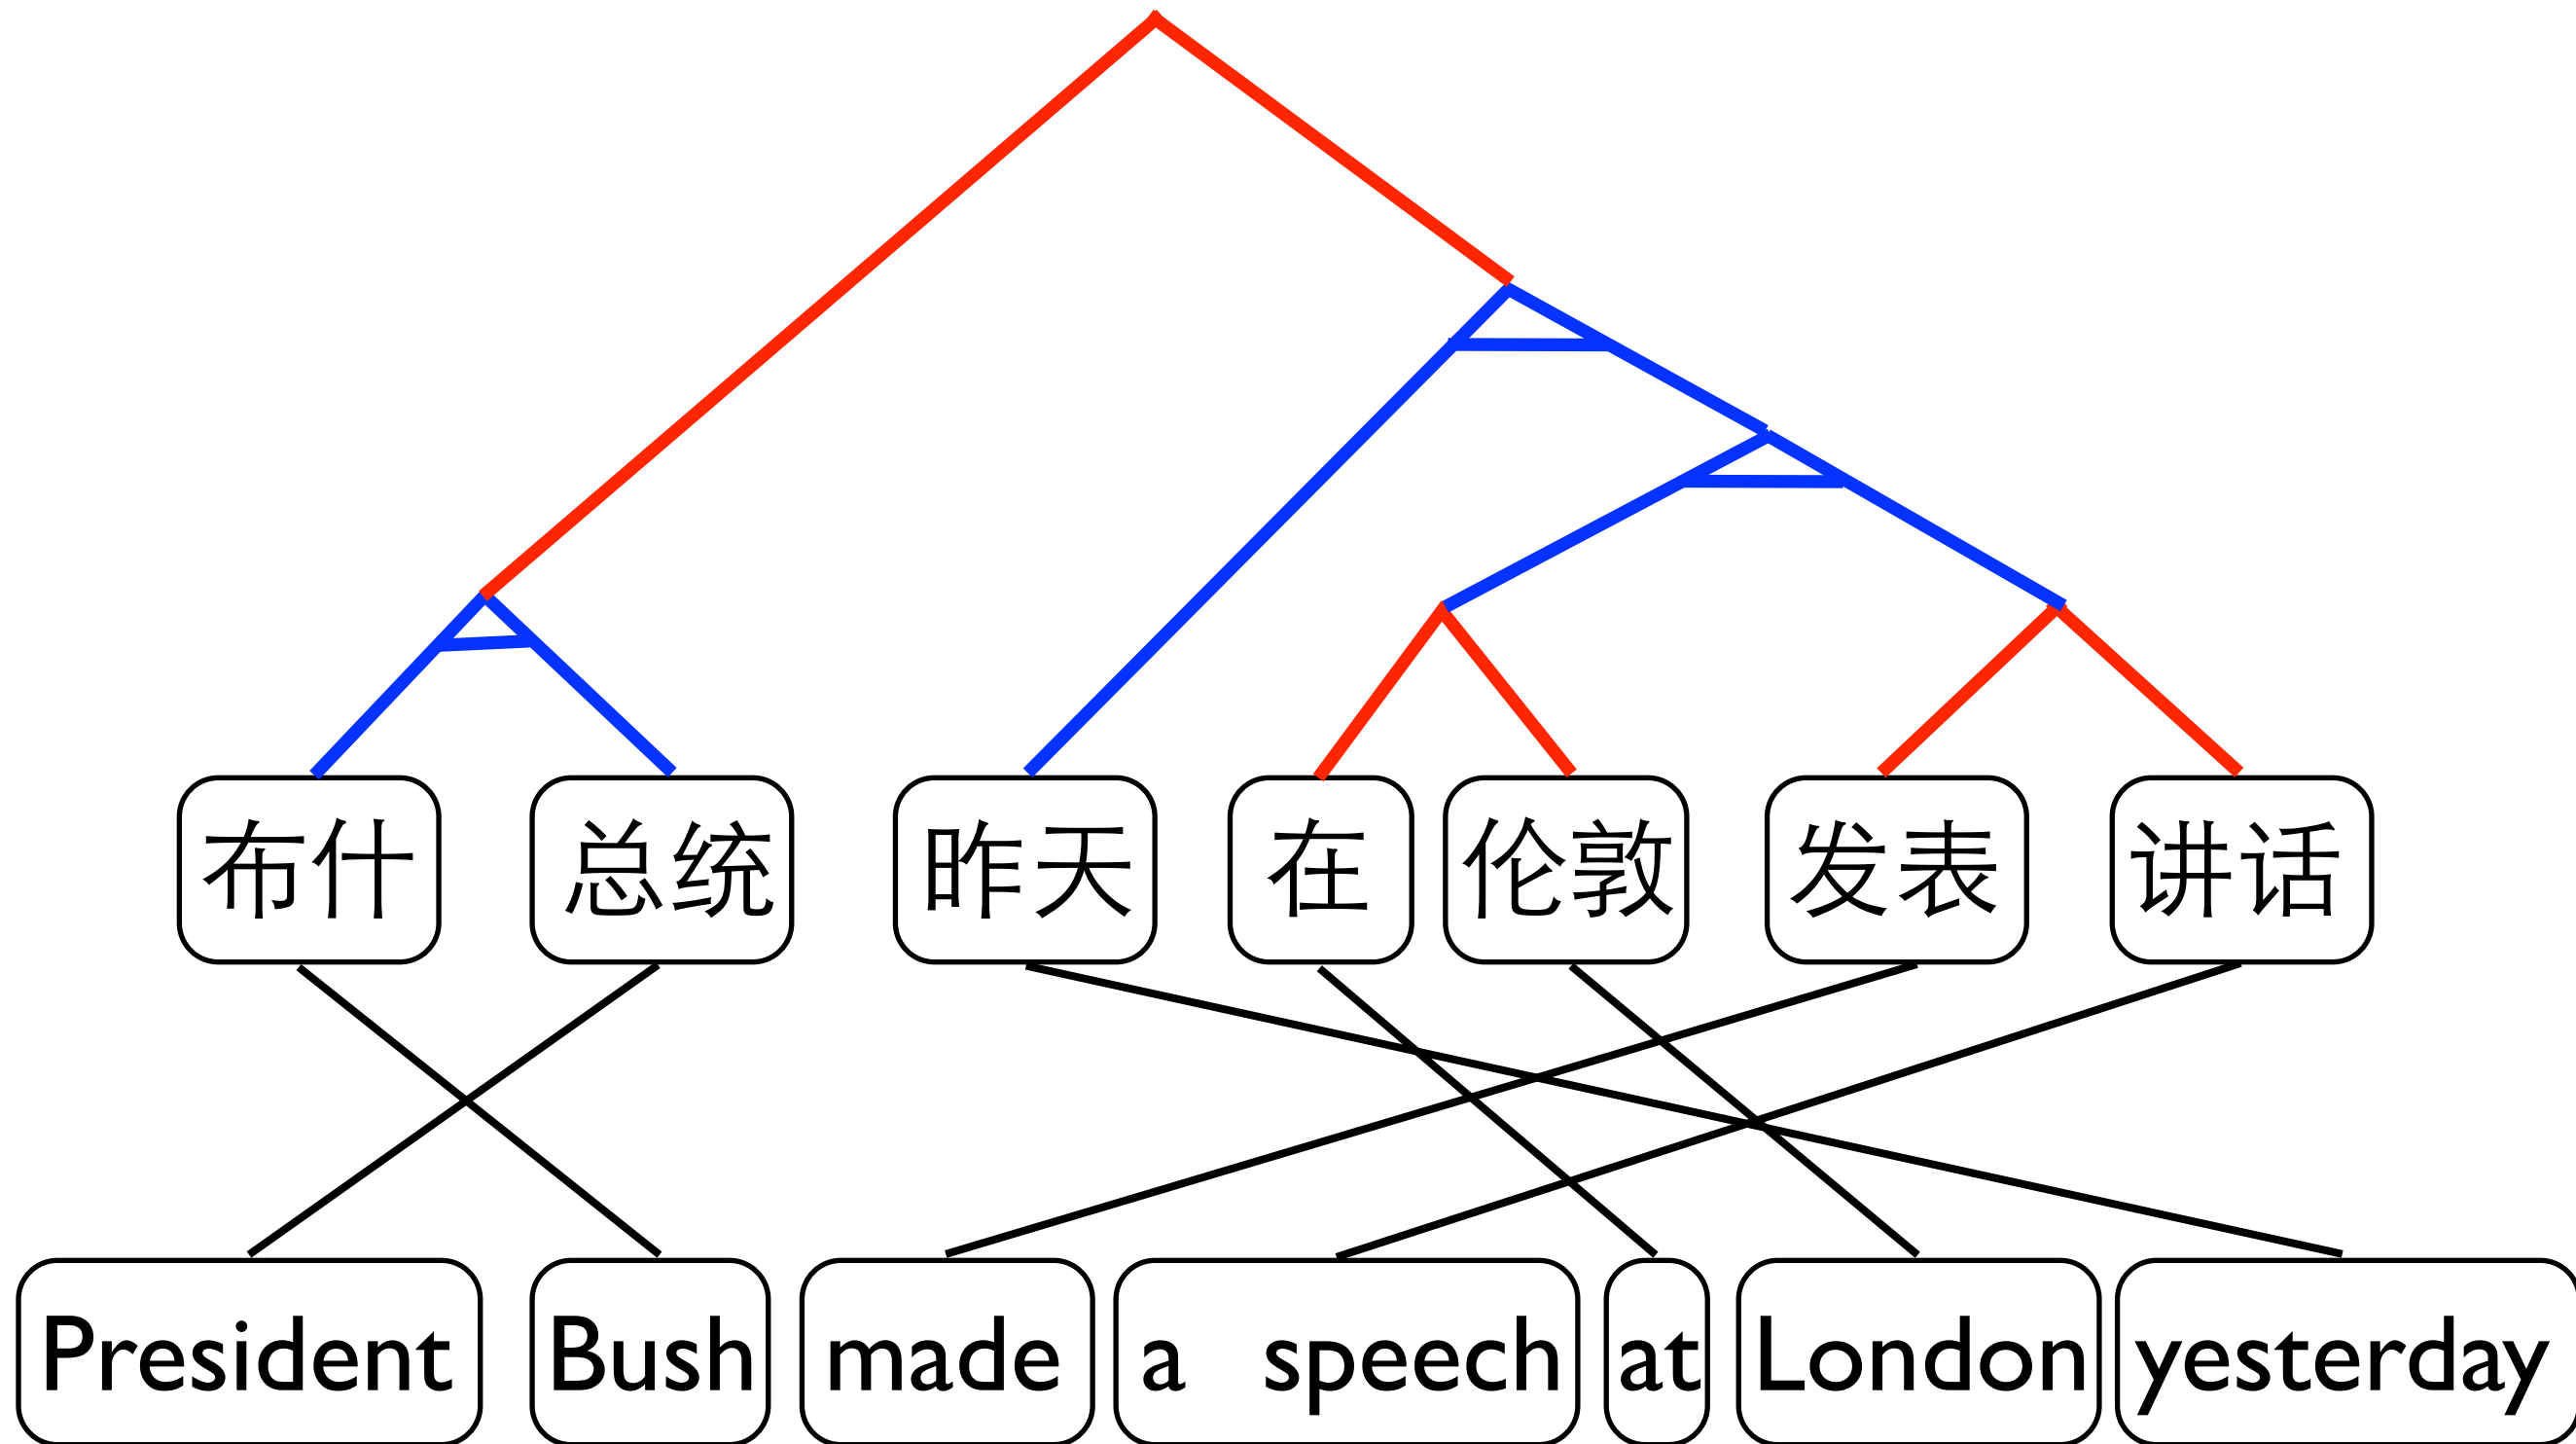 布什 总统 昨天 在 伦敦 发表 讲话
President Bush made a speech at London yesterday